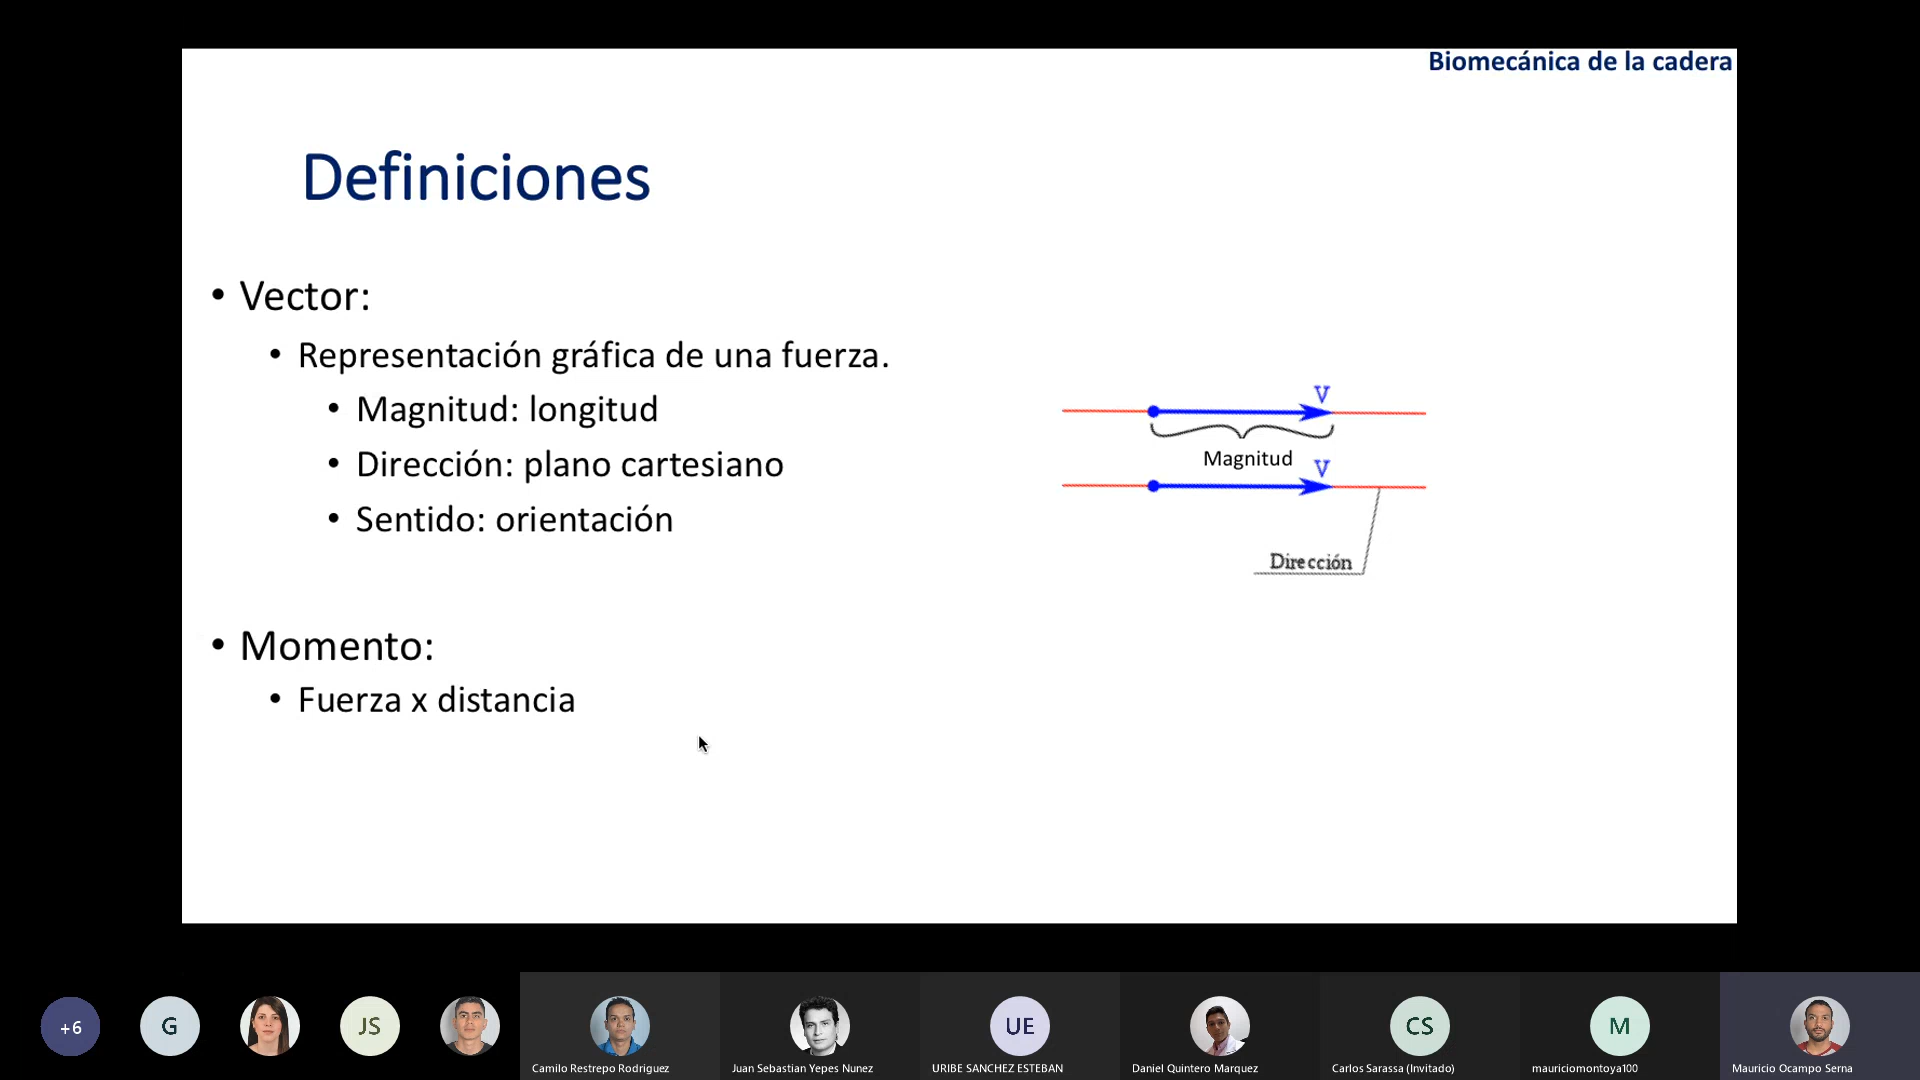 Biomecánica de la cadera
Definiciones
• Vector:
• Representación gráfica de una fuerza.
• Magnitud: longitud
• Dirección: plano cartesiano
• Sentido: orientación
• Momento:
• Fuerza x distancia
V
Magnitud
V
Dirección
+6
G
JS
Camilo Restrepo Rodriguez
Juan Sebastian Yepes Nunez
UE
URIBE SANCHEZ ESTEBAN
Daniel Quintero Marquez
CS
Carlos Sarassa (Invitado)
M
mauriciomontoya100
Mauricio Ocampo Serna